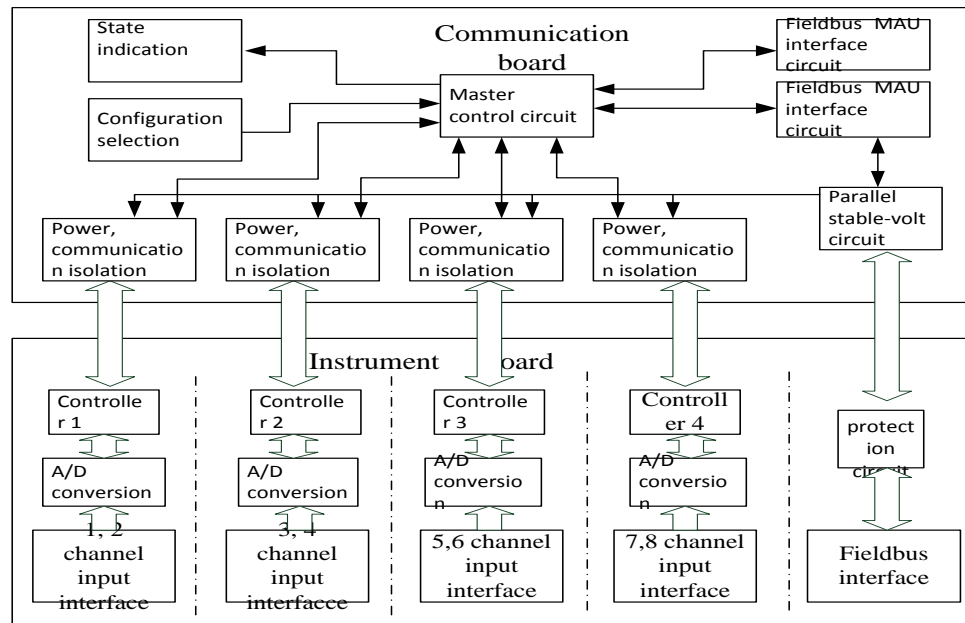 State
indication
Communication
board
Fieldbus MAU
interface
circuit
Configuration
selection
Master
control circuit
Fieldbus MAU
interface
circuit
Power,
communicatio
n isolation
Power,
communicatio
n isolation
Power,
communicatio
n isolation
Power,
communicatio
n isolation
Parallel
stable-volt
circuit
Instrument oard
Controlle
r 1
Controlle
r 2
Controlle
r 3
Controll
er 4
protect
ion
circuit
A/D
conversion
A/D
conversion
A/D
conversio
n
A/D
conversio
n
1, 2
channel
input
interface
3, 4
channel
input
interfacce
5,6 channel
input
interface
7,8 channel
input
interface
Fieldbus
interface